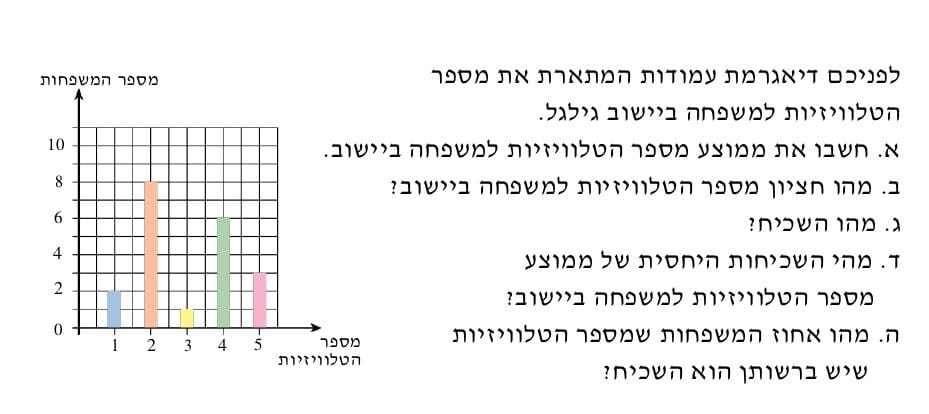 לפניכם דיאגרמת עמודות המתארת את מספר
הטלוויזיות למשפחה ביישוב גילגל.
א. חשבו את ממוצע מספר הטלוויזיות למשפחה ביישוב.
ב. מהו חציון מספר הטלוויזיות למשפחה ביישוב?
ג. מהו השכיח?
ד. מהי השכיחות היחסית של ממוצע
מספר הטלוויזיות למשפחה ביישוב?
ה. מהו אחוז המשפחות שמספר הטלוויזיות
שיש ברשותן הוא השכיח?
מספר המשפחות
10
8
6
4
2
0
1 2 3 4 5
מספר
הטלוויזיות